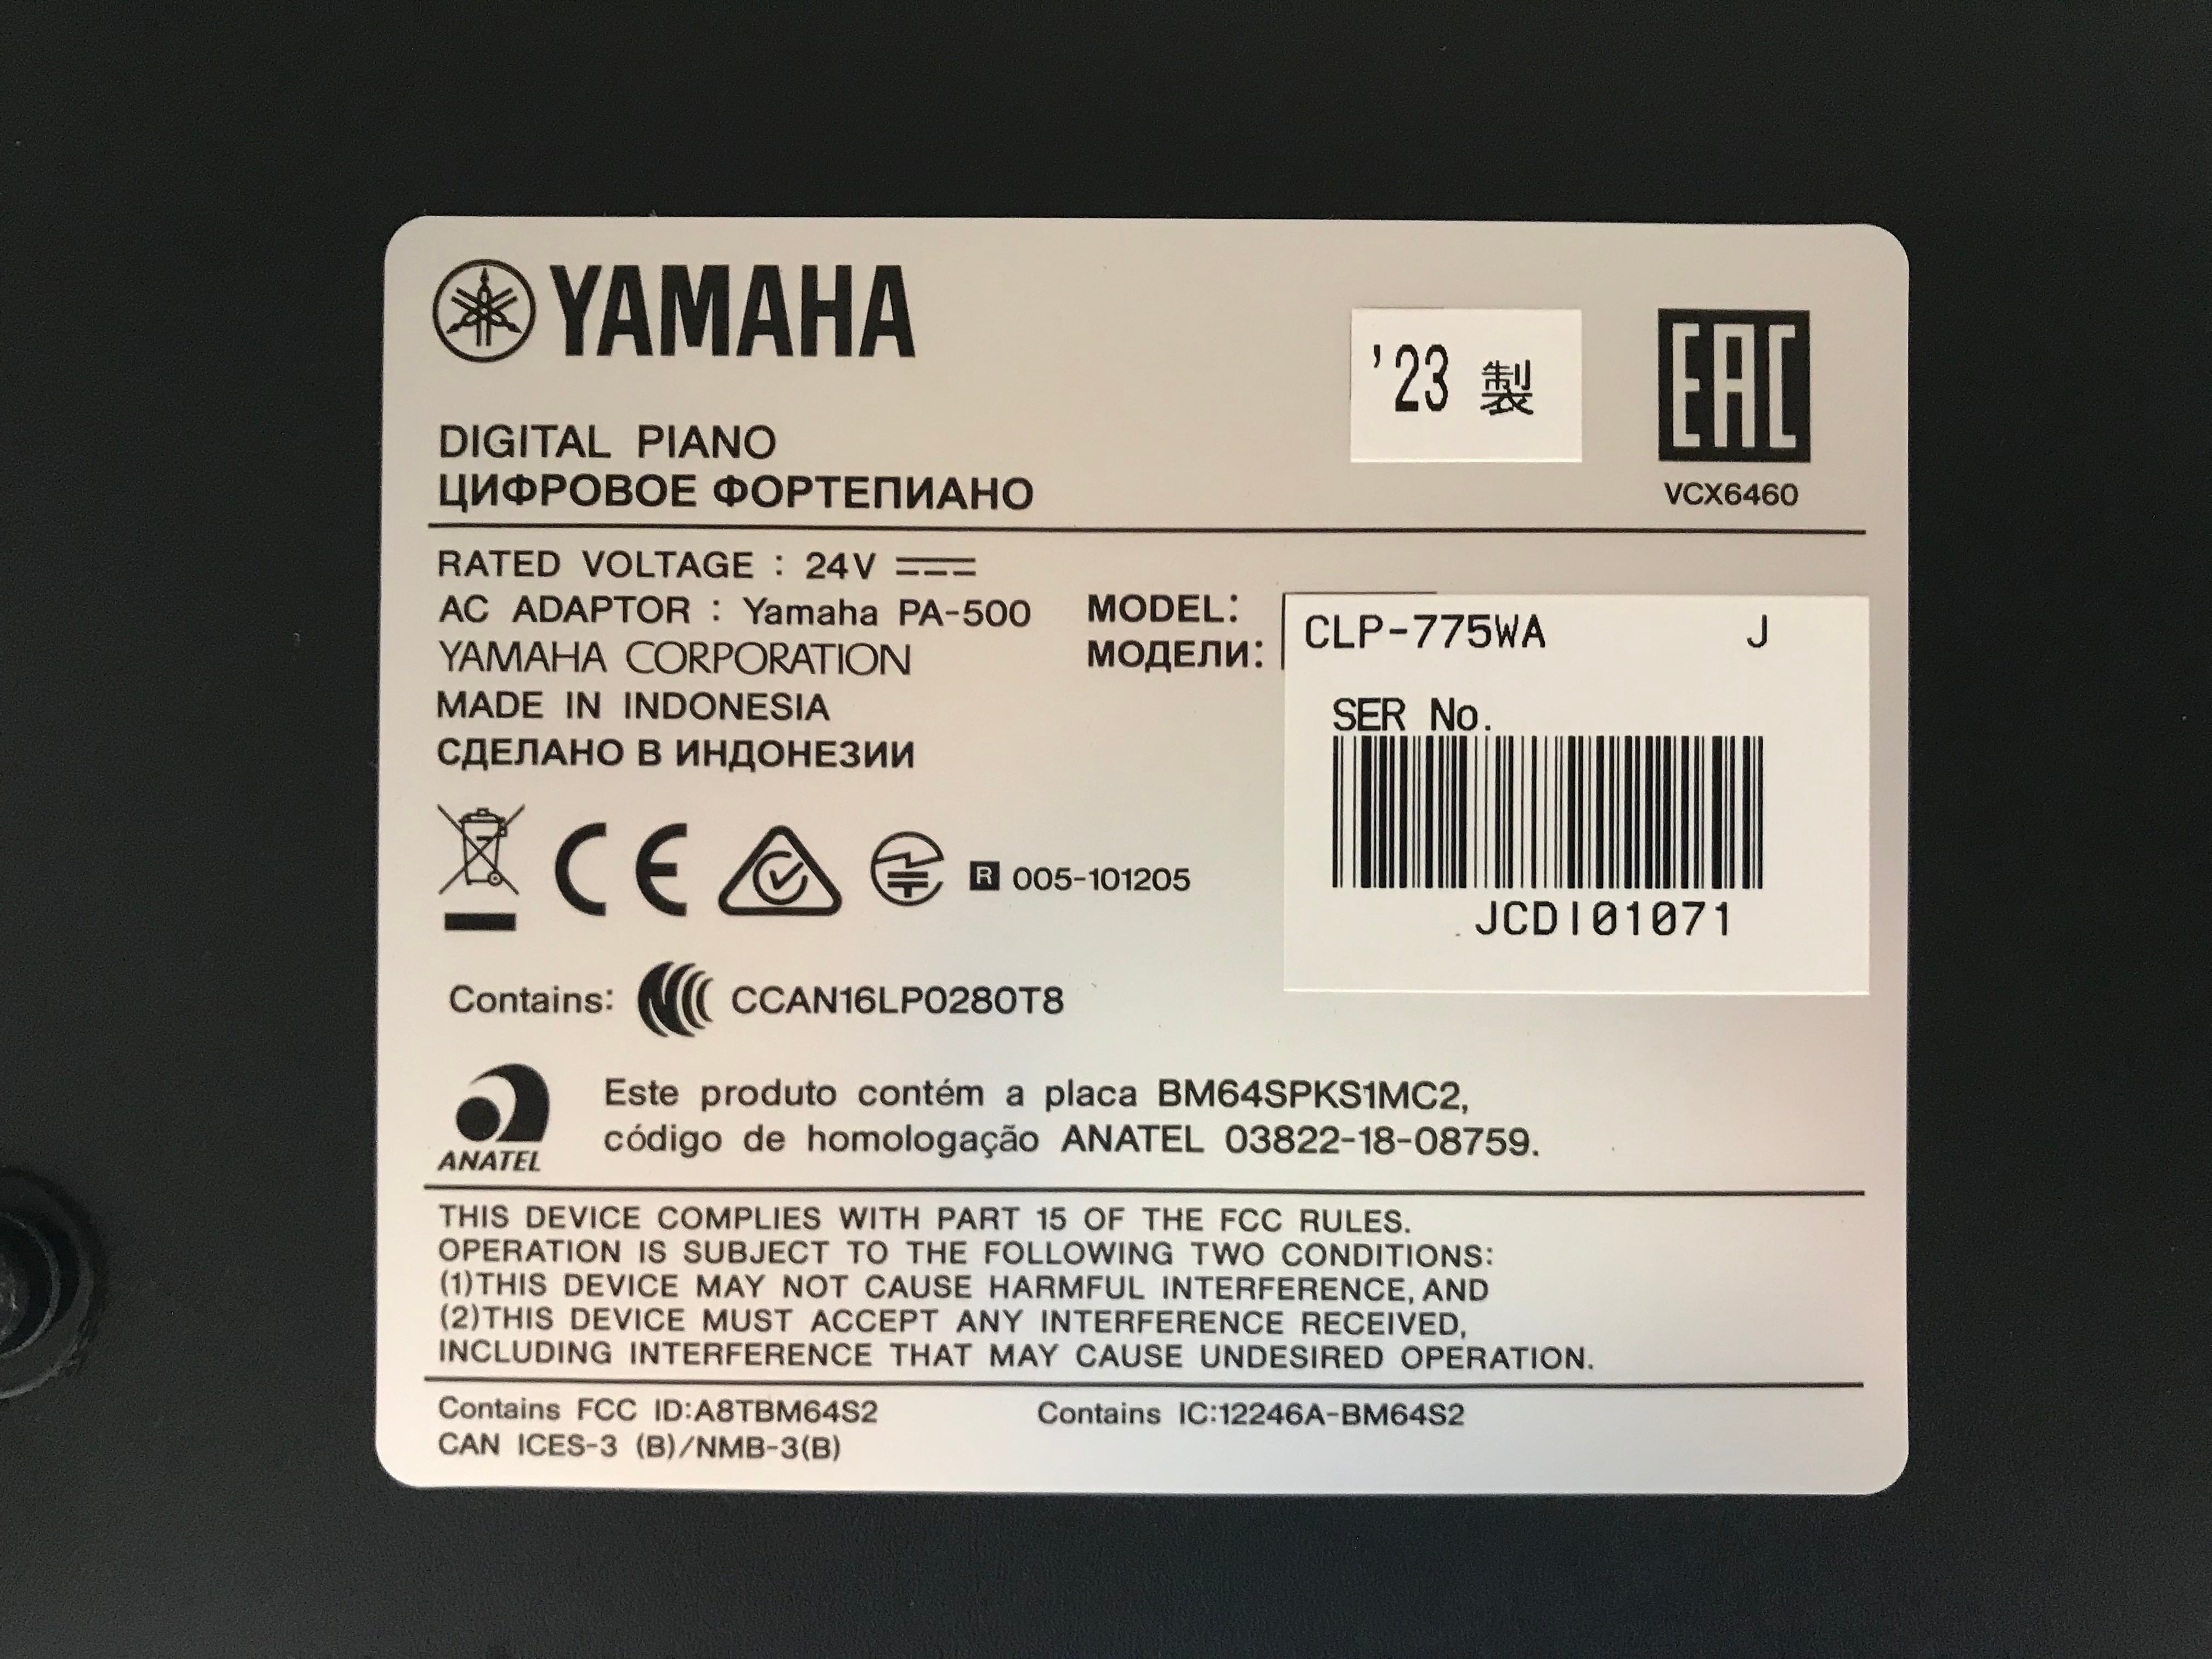 YAMAHA
'23 製
EAC
VCX6460
DIGITAL PIANO
ЦИФРОВОЕ ФОРТЕПИАНО
RATED VOLTAGE : 24V
AC ADAPTOR : Yamaha PA-500
YAMAHA CORPORATION
MADE IN INDONESIA
СДЕЛАНО В ИНДОНЕЗИИ
MODEL:
МОДЕЛИ:
CLP-775WA J
SER No.
JCDI01071
CE
R 005-101205
Contains: CCAN16LP0280T8
ANATEL
Este produto contém a placa BM64SPKS1MC2,
código de homologação ANATEL 03822-18-08759.
THIS DEVICE COMPLIES WITH PART 15 OF THE FCC RULES.
OPERATION IS SUBJECT TO THE FOLLOWING TWO CONDITIONS:
(1)THIS DEVICE MAY NOT CAUSE HARMFUL INTERFERENCE, AND
(2)THIS DEVICE MUST ACCEPT ANY INTERFERENCE RECEIVED,
INCLUDING INTERFERENCE THAT MAY CAUSE UNDESIRED OPERATION.
Contains FCC ID:A8TBM64S2 Contains IC:12246A-BM64S2
CAN ICES-3 (B)/NMB-3(B)